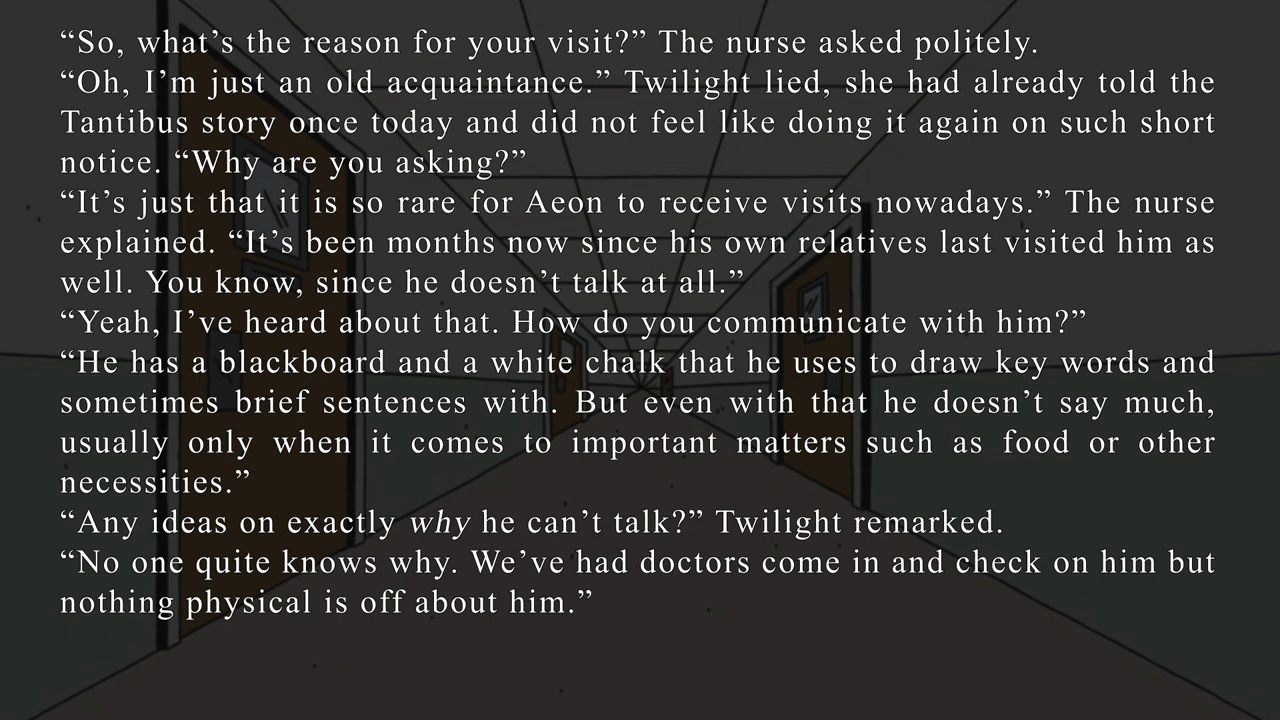 “So, what’s the reason for your visit?” The nurse asked politely.
“Oh, I’m just an old acquaintance.” Twilight lied, she had already told the
Tantibus story once today and did not feel like doing it again on such short
notice. “Why are you asking?”
“It’s just that it is so rare for Aeon to receive visits nowadays.” The nurse
explained. “It’s been months now since his own relatives last visited him as
well. You know, since he doesn’t talk at all.”
“Yeah, I’ve heard about that. How do you communicate with him?”
“He has a blackboard and a white chalk that he uses to draw key words and
sometimes brief sentences with. But even with that he doesn’t say much,
usually only when it comes to important matters such as food or other
necessities.”
“Any ideas on exactly why he can’t talk?” Twilight remarked.
“No one quite knows why. We’ve had doctors come in and check on him but
nothing physical is off about him.”